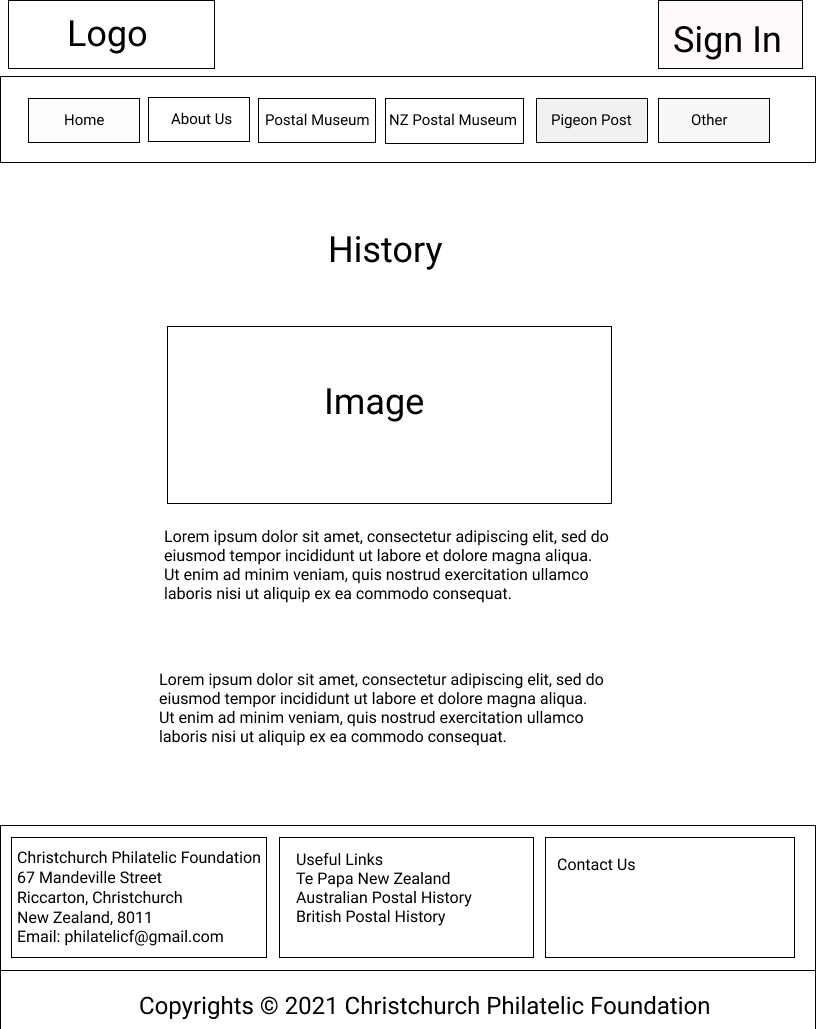 Logo
Sign In
Home
About Us
Postal Museum
NZ Postal Museum
Pigeon Post
Other
History
Image
Lorem ipsum dolor sit amet, consectetur adipiscing elit, sed do
eiusmod tempor incididunt ut labore et dolore magna aliqua.
Ut enim ad minim veniam, quis nostrud exercitation ullamco
laboris nisi ut aliquip ex ea commodo consequat.
Lorem ipsum dolor sit amet, consectetur adipiscing elit, sed do
eiusmod tempor incididunt ut labore et dolore magna aliqua.
Ut enim ad minim veniam, quis nostrud exercitation ullamco
laboris nisi ut aliquip ex ea commodo consequat.
Christchurch Philatelic Foundation
67 Mandeville Street
Riccarton, Christchurch
New Zealand, 8011
Email: philatelicf@gmail.com
Useful Links
Te Papa New Zealand
Australian Postal History
British Postal History
Contact Us
Copyrights © 2021 Christchurch Philatelic Foundation